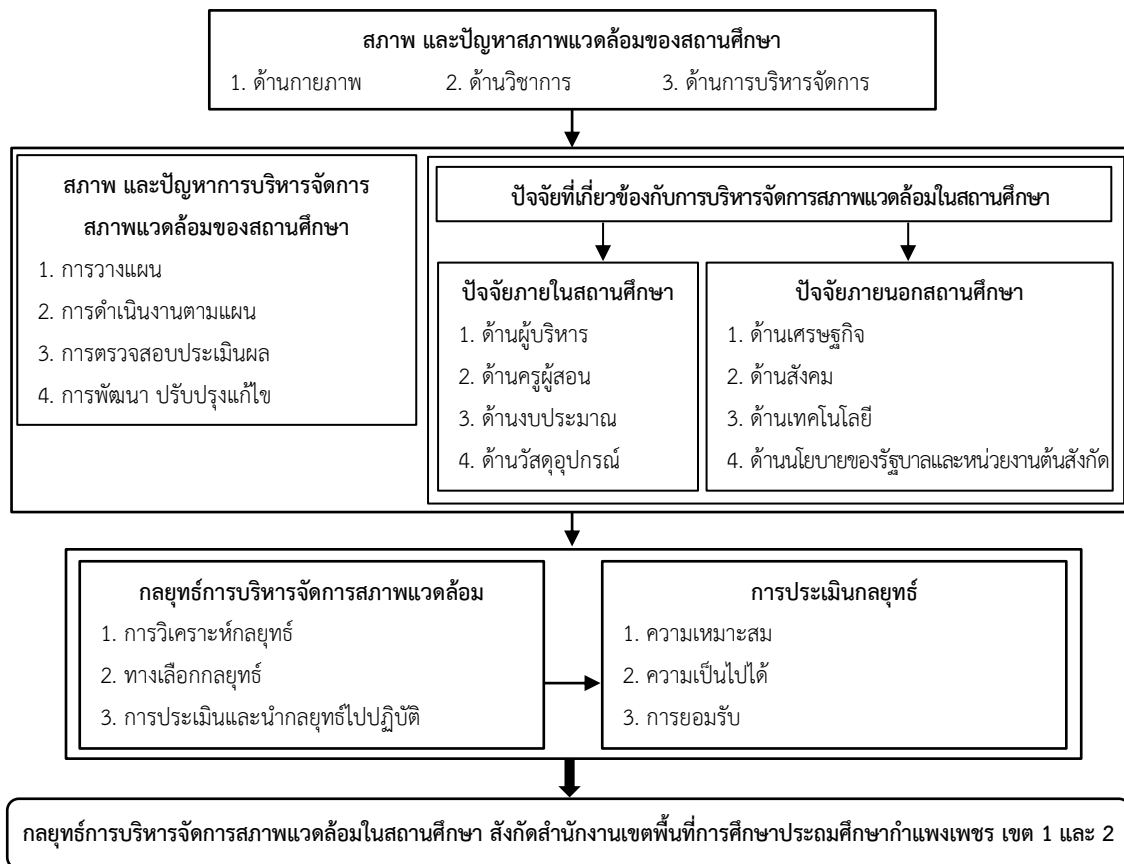 สภาพ และปัญหาสภาพแวดล้อมของสถานศึกษา
1. ด้านกายภาพ 2. ด้านวิชาการ 3. ด้านการบริหารจัดการ
สภาพ และปัญหาการบริหารจัดการ
สภาพแวดล้อมของสถานศึกษา
1. การวางแผน
2. การดำเนินงานตามแผน
3. การตรวจสอบประเมินผล
4. การพัฒนา ปรับปรุงแก้ไข
ปัจจัยที่เกี่ยวข้องกับการบริหารจัดการสภาพแวดล้อมในสถานศึกษา
ปัจจัยภายในสถานศึกษา
1. ด้านผู้บริหาร
2. ด้านครูผู้สอน
3. ด้านงบประมาณ
4. ด้านวัสดุอุปกรณ์
ปัจจัยภายนอกสถานศึกษา
1. ด้านเศรษฐกิจ
2. ด้านสังคม
3. ด้านเทคโนโลยี
4. ด้านนโยบายของรัฐบาลและหน่วยงานต้นสังกัด
กลยุทธ์การบริหารจัดการสภาพแวดล้อม
1. การวิเคราะห์กลยุทธ์
2. ทางเลือกกลยุทธ์
3. การประเมินและนำกลยุทธ์ไปปฏิบัติ
การประเมินกลยุทธ์
1. ความเหมาะสม
2. ความเป็นไปได้
3. การยอมรับ
กลยุทธ์การบริหารจัดการสภาพแวดล้อมในสถานศึกษา สังกัดสำนักงานเขตพื้นที่การศึกษาประถมศึกษากำแพงเพชร เขต 1 และ 2